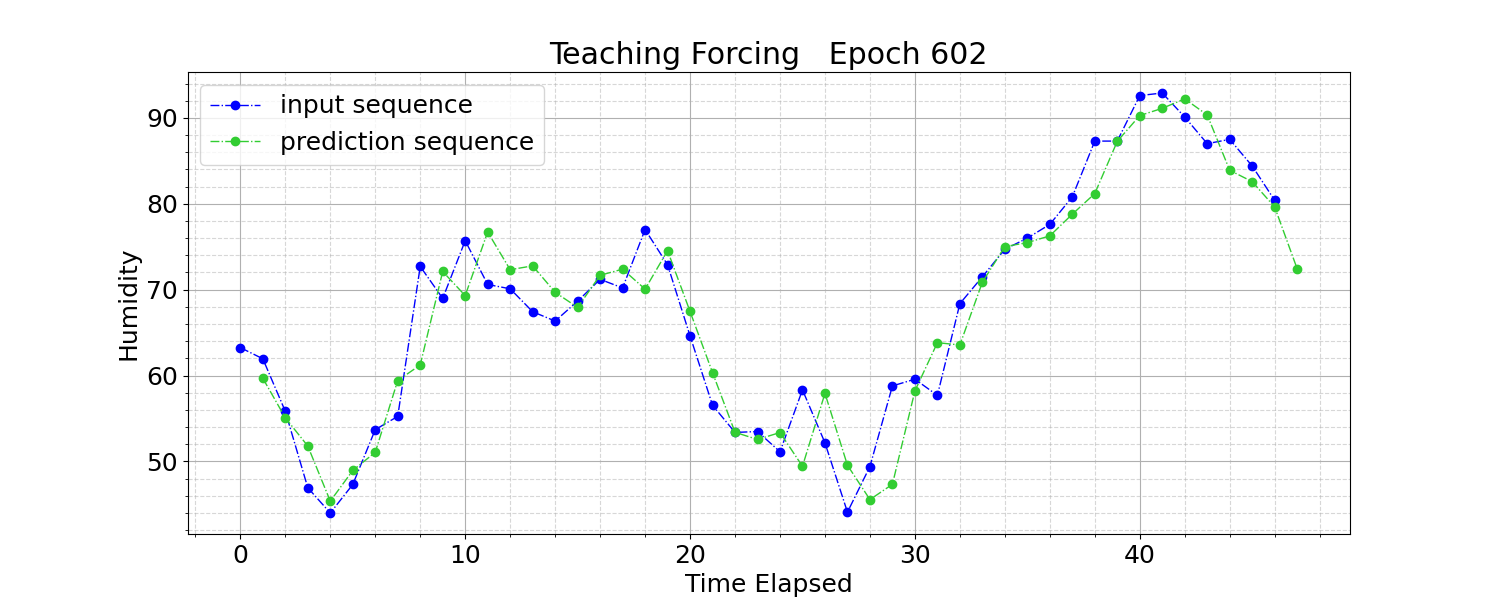 Teaching Forcing   Epoch 602
input sequence
prediction sequence
Humidity
90
80
70
60
50
0 10 20 30 40
Time Elapsed